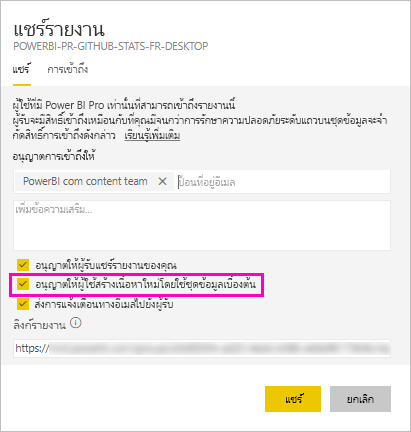 แชร์รายงาน
POWERBI-PR-GITHUB-STATS-FR-DESKTOP
แชร์ การเข้าถึง
ผู้ใช้ที่มี Power BI Pro เท่านั้นที่สามารถเข้าถึงรายงานนี้
ผู้รับจะมีสิทธิ์เข้าถึงเหมือนกับที่คุณมีจนกว่าการรักษาความปลอดภัยระดับแถวบนชุดข้อมูลจะจำ
กัดสิทธิ์การเข้าถึงดังกล่าว เรียนรู้เพิ่มเติม
อนุญาตการเข้าถึงให้
PowerBI com content team × ป้อนที่อยู่อีเมล
เพิ่มข้อความเสริม...
อนุญาตให้ผู้รับแชร์รายงานของคุณ
อนุญาตให้ผู้ใช้สร้างเนื้อหาใหม่โดยใช้ชุดข้อมูลเบื้องต้น
ส่งการแจ้งเตือนทางอีเมลไปยังผู้รับ
ลิงก์รายงาน
https://
แชร์ ยกเลิก